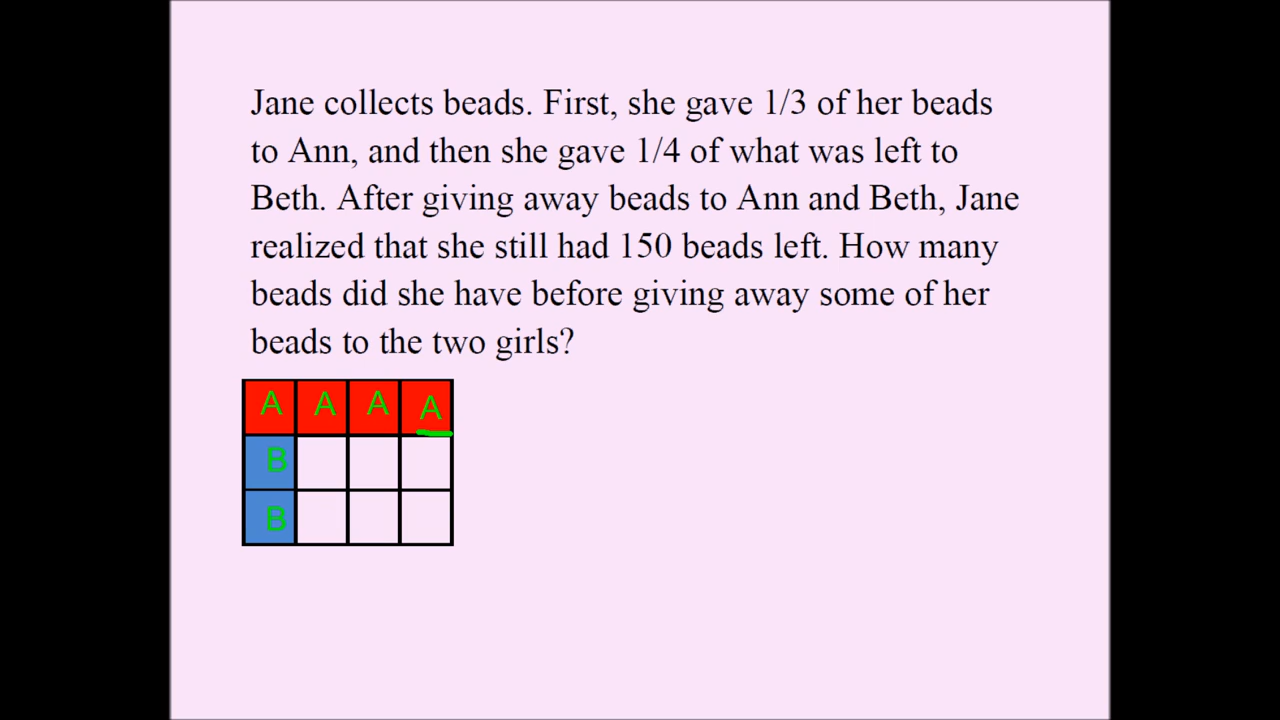 Jane collects beads. First, she gave 1/3 of her beads
to Ann, and then she gave 1/4 of what was left to
Beth. After giving away beads to Ann and Beth, Jane
realized that she still had 150 beads left. How many
beads did she have before giving away some of her
beads to the two girls?
A A A A
B
B